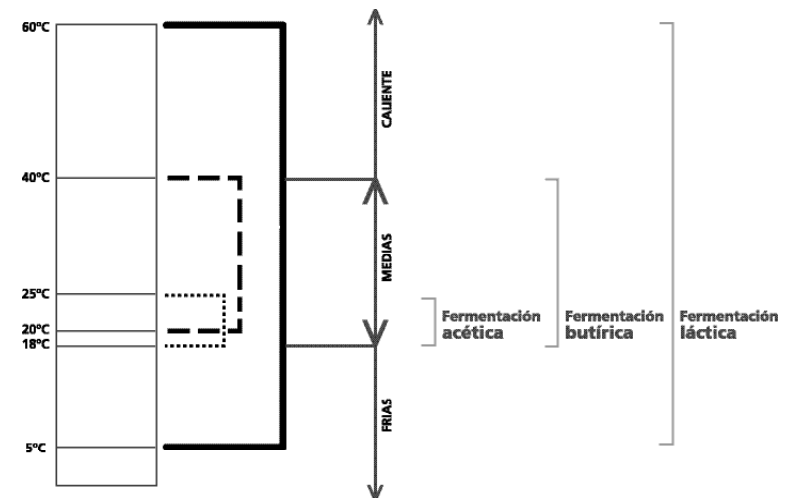 60ºC
CALIENTE
40ºC
MEDIAS
25ºC
20ºC
18ºC
Fermentación
acética
Fermentación
butírica
Fermentación
láctica
FRIAS
5ºC